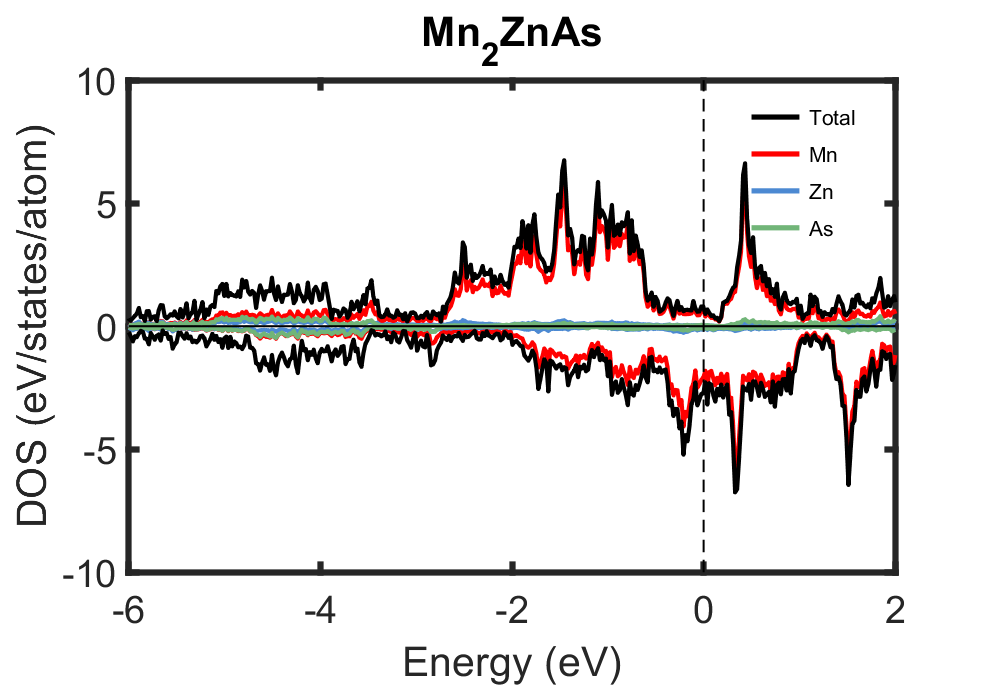 Mn2ZnAs
DOS (eV/states/atom)
10
5
0
-5
-10
Total
Mn
Zn
As
-6
-4
-2
0
2
Energy (eV)